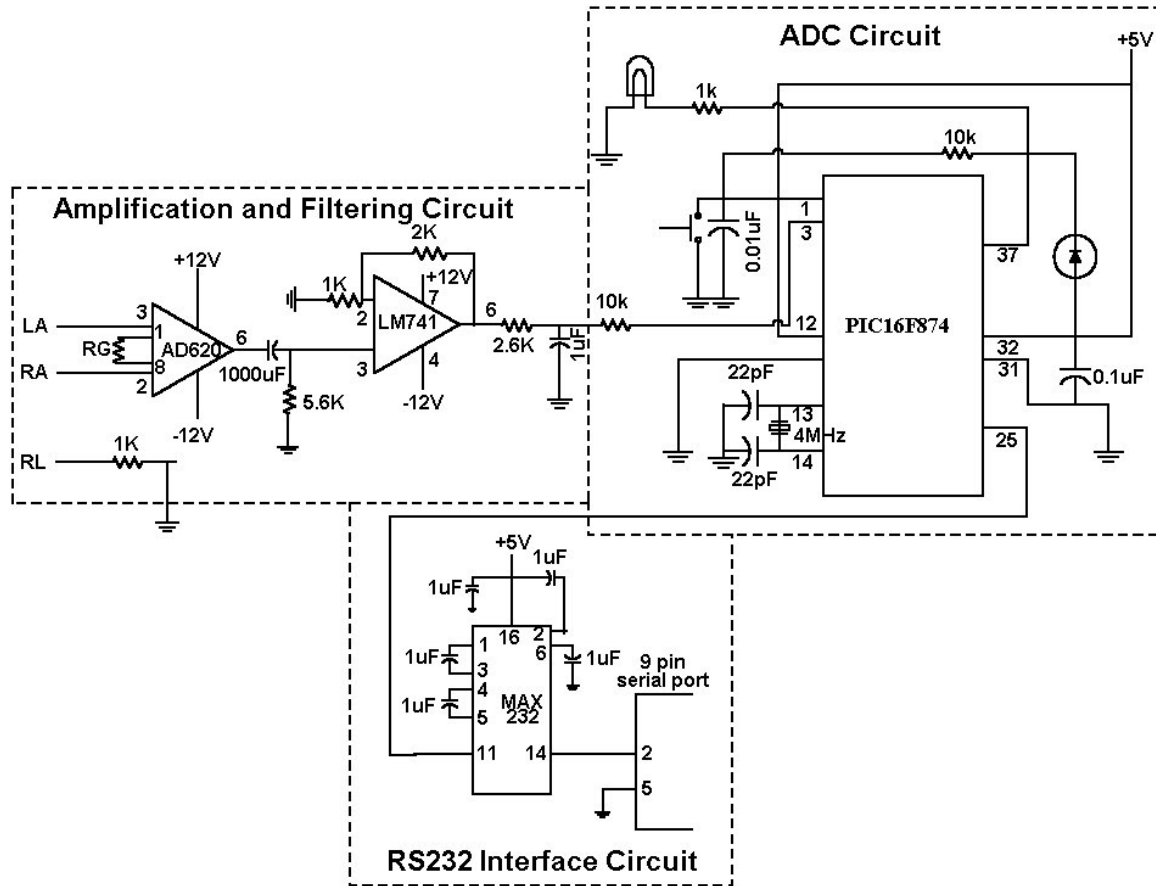 ADC Circuit
+5V
1k
10k
0.01uF
1
3
37
12
PIC16F874
32
31
0.1uF
22pF
13
4MHz
14
22pF
25
Amplification and Filtering Circuit
2K
+12V
+12V
1K
7
3
2
6
10k
LA
1
LM741
RG
AD620
6
2.6K
1uF
RA
8
1000uF
2
3
4
5.6K
-12V
-12V
1K
RL
+5V
1uF
1uF
16
2
1
6
1uF
1uF
3
9 pin
serial port
4
1uF
MAX
232
5
11
14
2
5
RS232 Interface Circuit